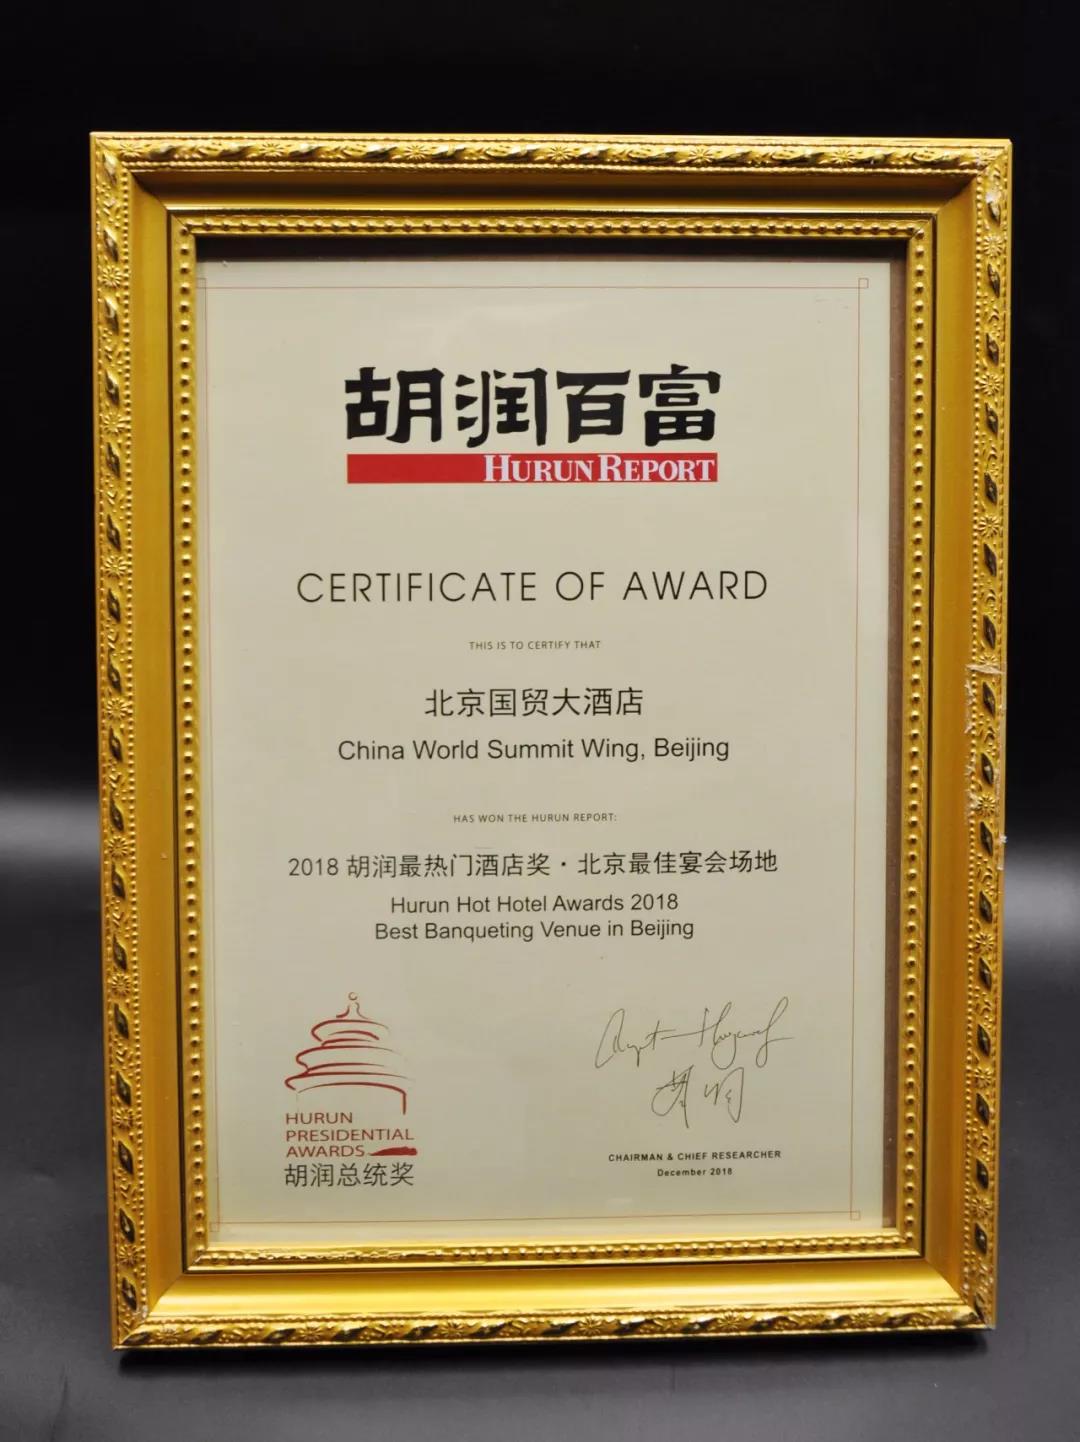 胡润百富
HURUN REPORT
CERTIFICATE OF AWARD
THIS IS TO CERTIFY THAT
北京国贸大酒店
China World Summit Wing, Beijing
HAS WON THE HURUN REPORT:
2018 胡润最热门酒店奖·北京最佳宴会场地
Hurun Hot Hotel Awards 2018
Best Banqueting Venue in Beijing
HURUN
PRESIDENTIAL
AWARDS
胡润总统奖
胡润
CHAIRMAN & CHIEF RESEARCHER
December 2018